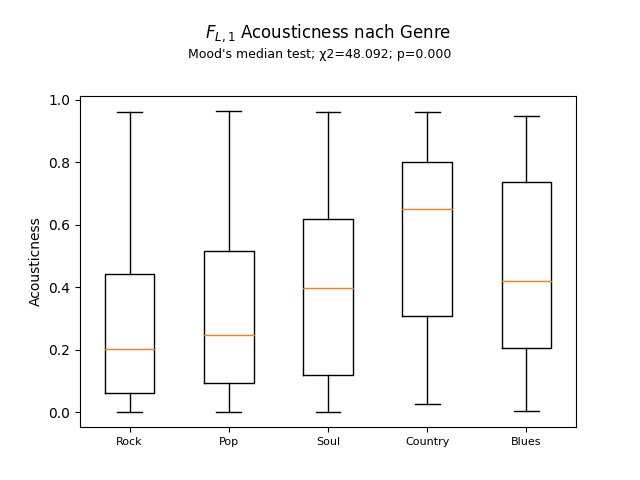 F_{L,1} Acousticness nach Genre
Mood's median test; χ2=48.092; p=0.000
Acousticness
1.0
0.8
0.6
0.4
0.2
0.0
Rock Pop Soul Country Blues